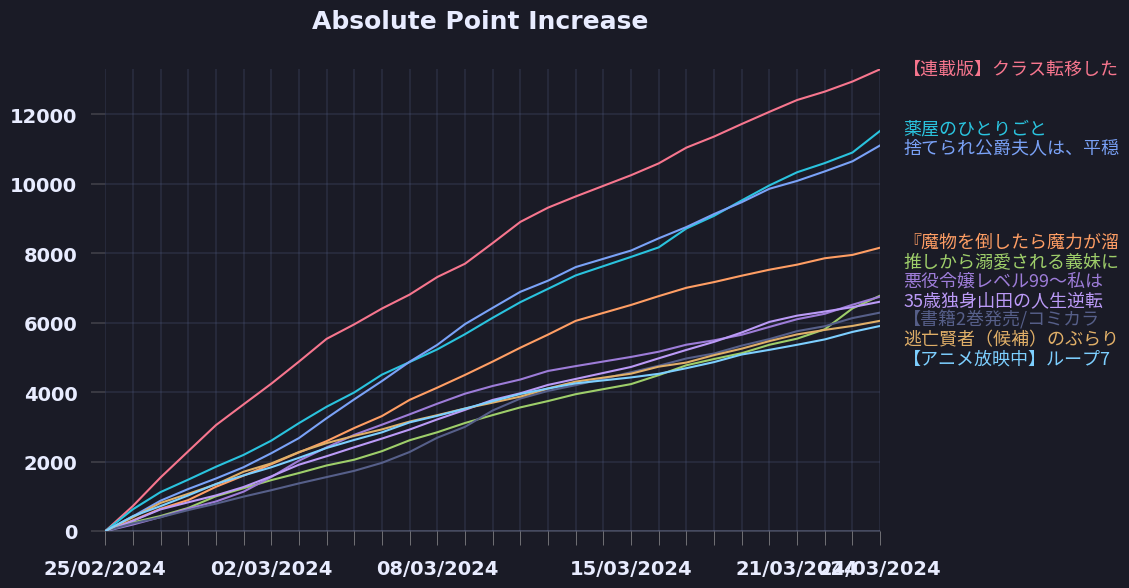 Absolute Point Increase
12000
10000
8000
6000
4000
2000
0
25/02/2024
02/03/2024
08/03/2024
15/03/2024
21/03/2024
24/03/2024
【連載版】クラス転移した
薬屋のひとりごと
捨てられ公爵夫人は、平穏
『魔物を倒したら魔力が溜
推しから溺愛される義妹に
悪役令嬢レベル99～私は
35歳独身山田の人生逆転
【書籍2巻発売/コミカラ
逃亡賢者（候補）のぶらり
【アニメ放映中】ループ7